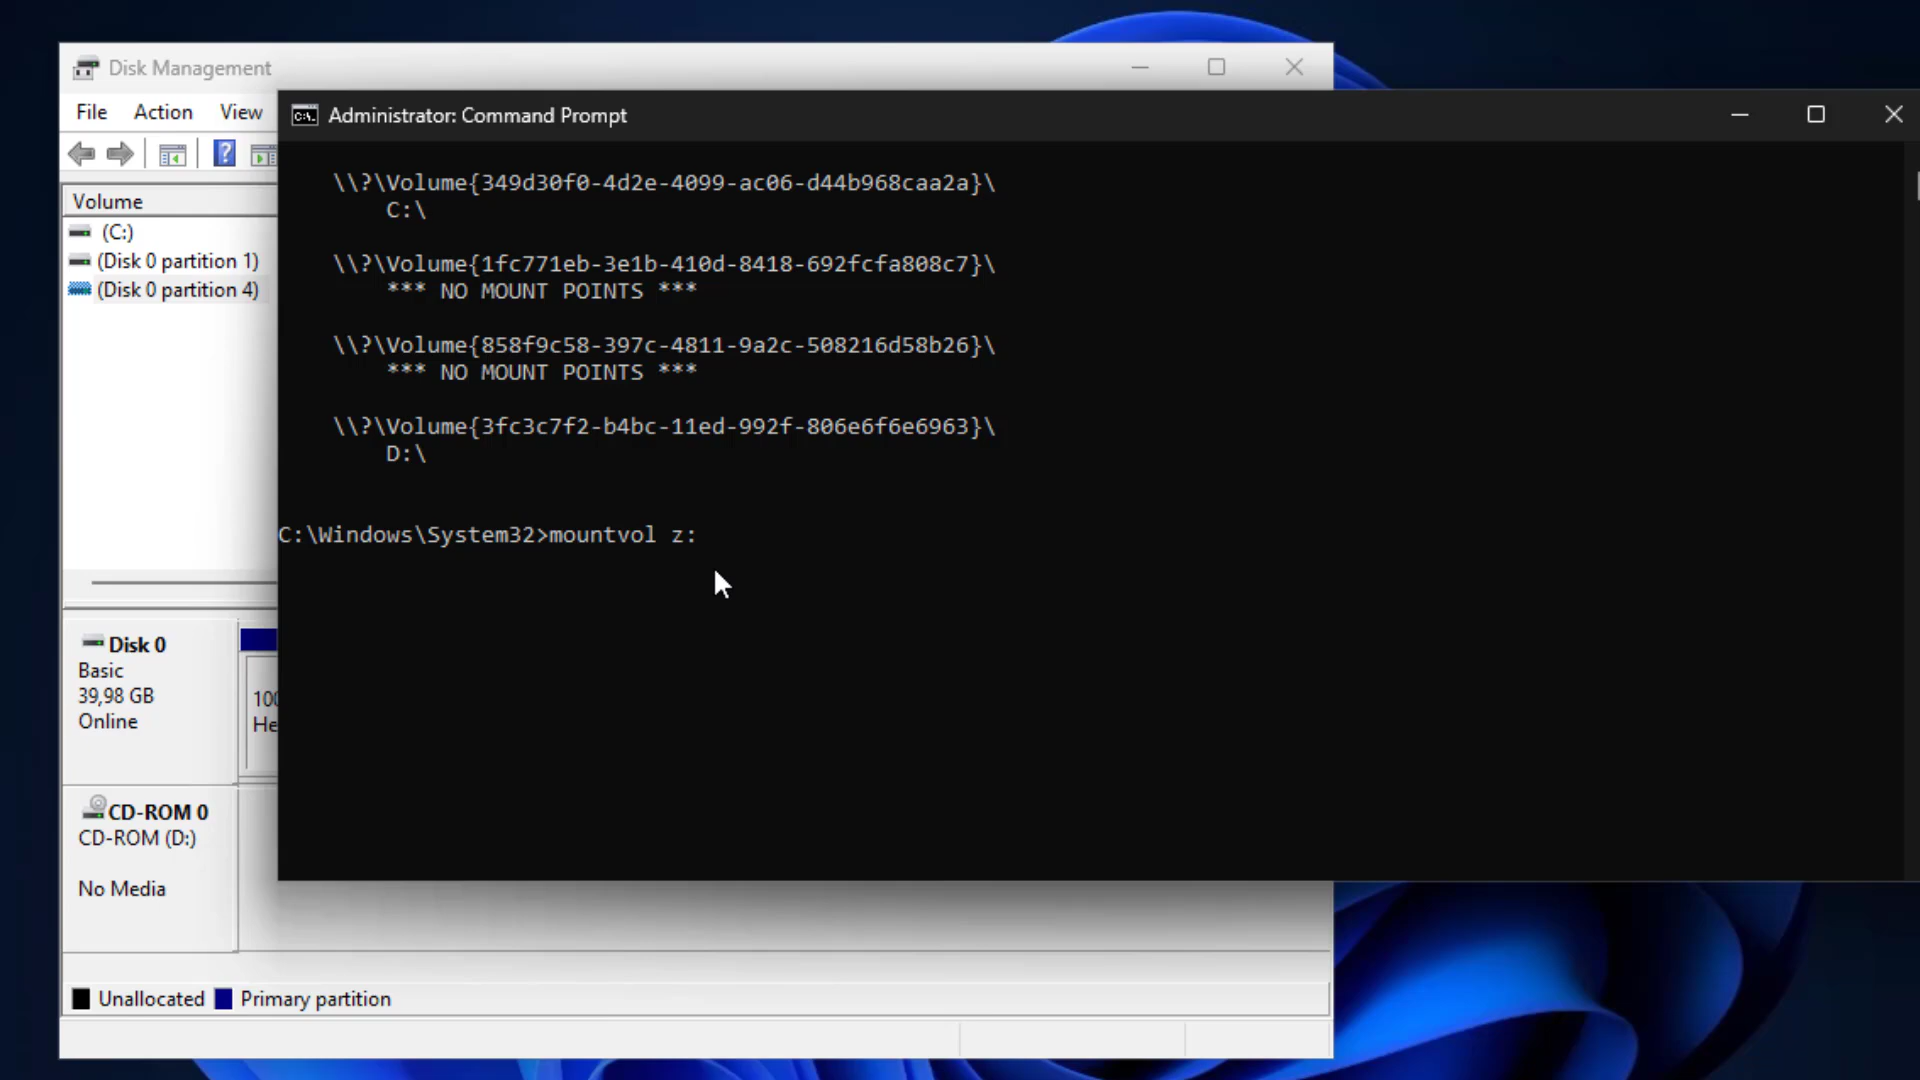 Disk Management
File Action View
Administrator: Command Prompt
Volume
(C:)
(Disk 0 partition 1)
(Disk 0 partition 4)
\\?\Volume{349d30f0-4d2e-4099-ac06-d44b968caa2a}\
C:\
\\?\Volume{1fc771eb-3e1b-410d-8418-692fcfa808c7}\
*** NO MOUNT POINTS ***
\\?\Volume{858f9c58-397c-4811-9a2c-508216d58b26}\
*** NO MOUNT POINTS ***
\\?\Volume{3fc3c7f2-b4bc-11ed-992f-806e6f6e6963}\
D:\
C:\Windows\System32>mountvol z:
Disk 0
Basic
39,98 GB
Online
100
He
CD-ROM 0
CD-ROM (D:)
No Media
Unallocated Primary partition